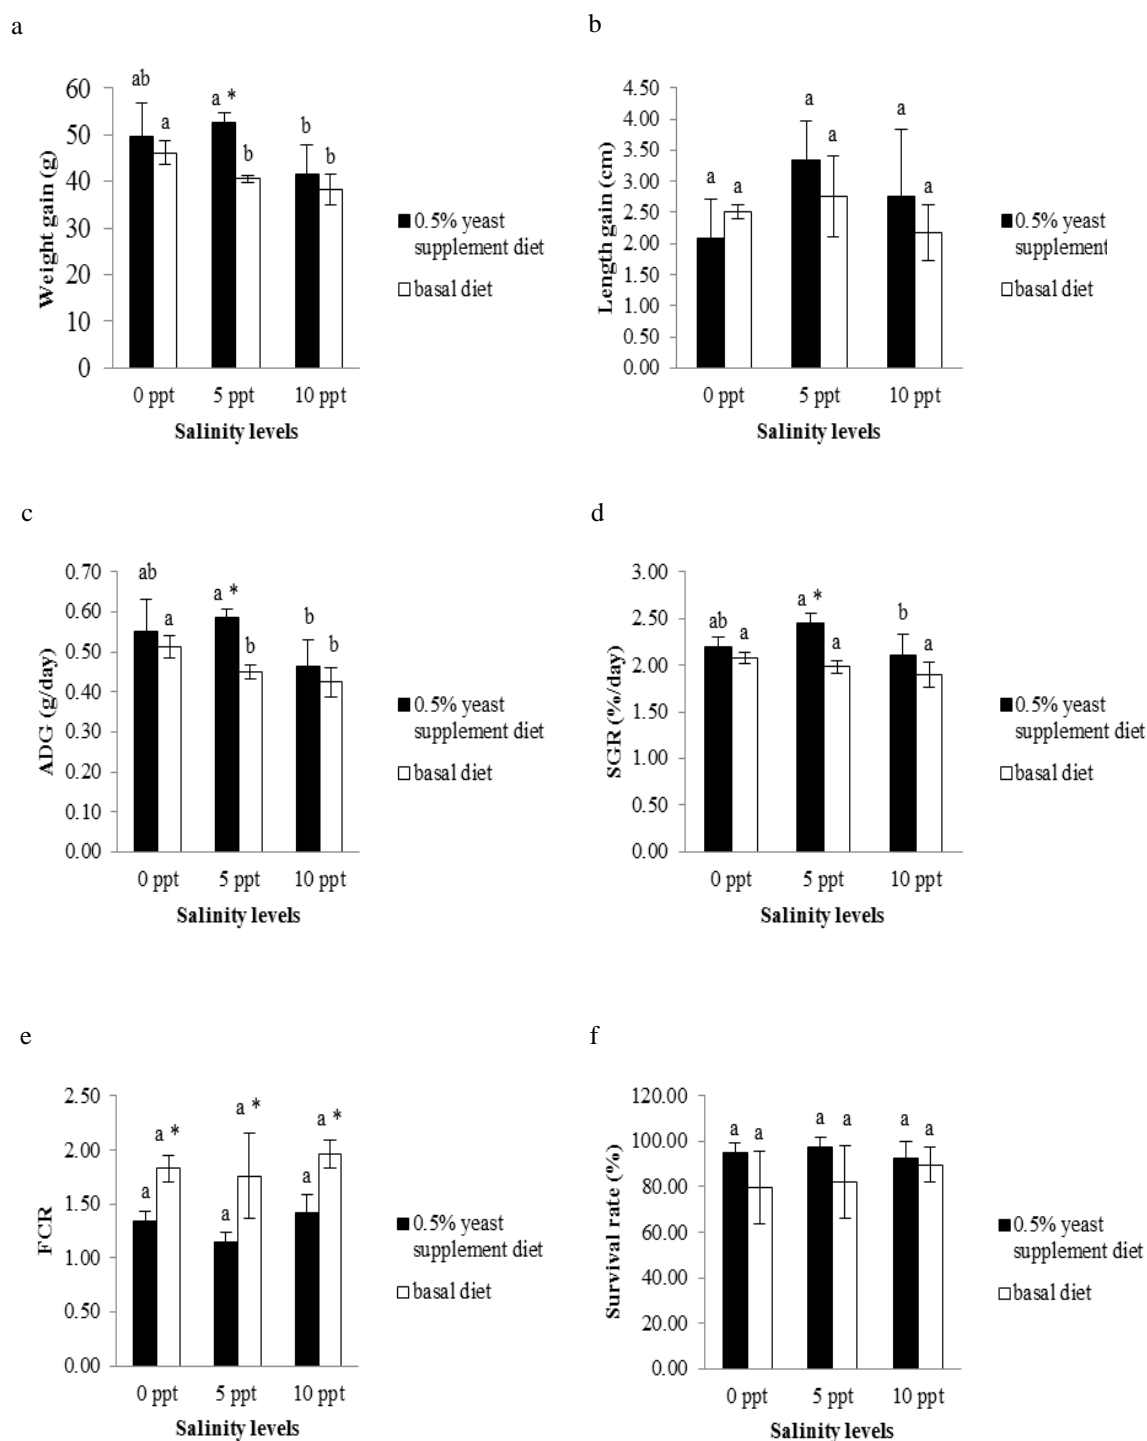 a
60
50
40
30
20
10
0
Weight gain (g)
ab
a
a *
b
b
b
0 ppt 5 ppt 10 ppt
Salinity levels
0.5% yeast
supplement diet
basal diet
b
4.50
4.00
3.50
3.00
2.50
2.00
1.50
1.00
0.50
0.00
Length gain (cm)
a
a
a
a
a
a
0 ppt 5 ppt 10 ppt
Salinity levels
0.5% yeast
supplement
basal diet
c
0.70
0.60
0.50
0.40
0.30
0.20
0.10
0.00
ADG (g/day)
ab
a
a *
b
b
b
0 ppt 5 ppt 10 ppt
Salinity levels
0.5% yeast
supplement diet
basal diet
d
3.00
2.50
2.00
1.50
1.00
0.50
0.00
SGR (%/day)
ab
a
a *
a
b
a
0 ppt 5 ppt 10 ppt
Salinity levels
0.5% yeast
supplement diet
basal diet
e
2.50
2.00
1.50
1.00
0.50
0.00
FCR
a
a *
a
a *
a
a *
0 ppt 5 ppt 10 ppt
Salinity levels
0.5% yeast
supplement diet
basal diet
f
120.00
100.00
80.00
60.00
40.00
20.00
0.00
Survival rate (%)
a
a
a
a
a
a
0 ppt 5 ppt 10 ppt
Salinity levels
0.5% yeast
supplement diet
basal diet